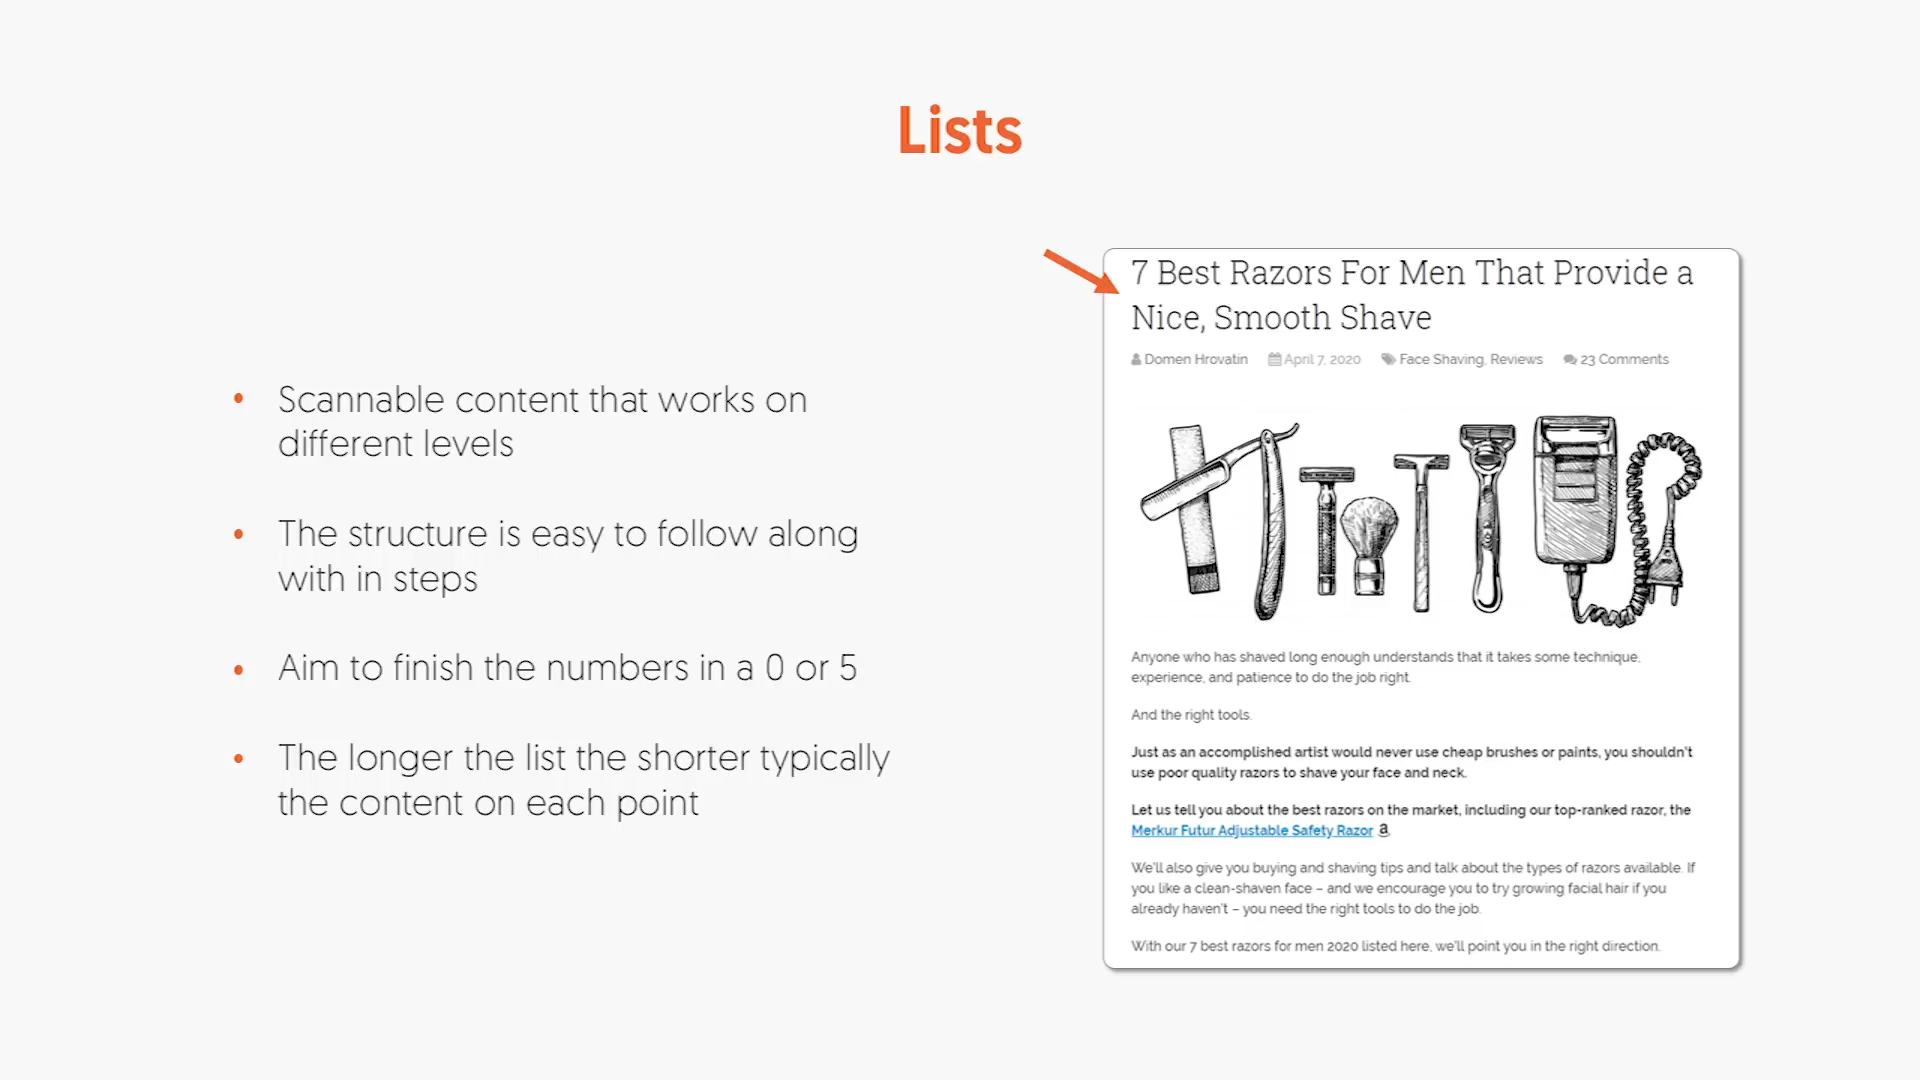 Lists
• Scannable content that works on
different levels
• The structure is easy to follow along
with in steps
• Aim to finish the numbers in a 0 or 5
• The longer the list the shorter typically
the content on each point
7 Best Razors For Men That Provide a
Nice, Smooth Shave
Domen Hrovatin April 7, 2020 Face Shaving, Reviews 23 Comments
Anyone who has shaved long enough understands that it takes some technique,
experience, and patience to do the job right.
And the right tools.
Just as an accomplished artist would never use cheap brushes or paints, you shouldn't
use poor quality razors to shave your face and neck.
Let us tell you about the best razors on the market, including our top-ranked razor, the
Merkur Futur Adjustable Safety Razor a.
We'll also give you buying and shaving tips and talk about the types of razors available. If
you like a clean-shaven face – and we encourage you to try growing facial hair if you
already haven't – you need the right tools to do the job.
With our 7 best razors for men 2020 listed here, we'll point you in the right direction.